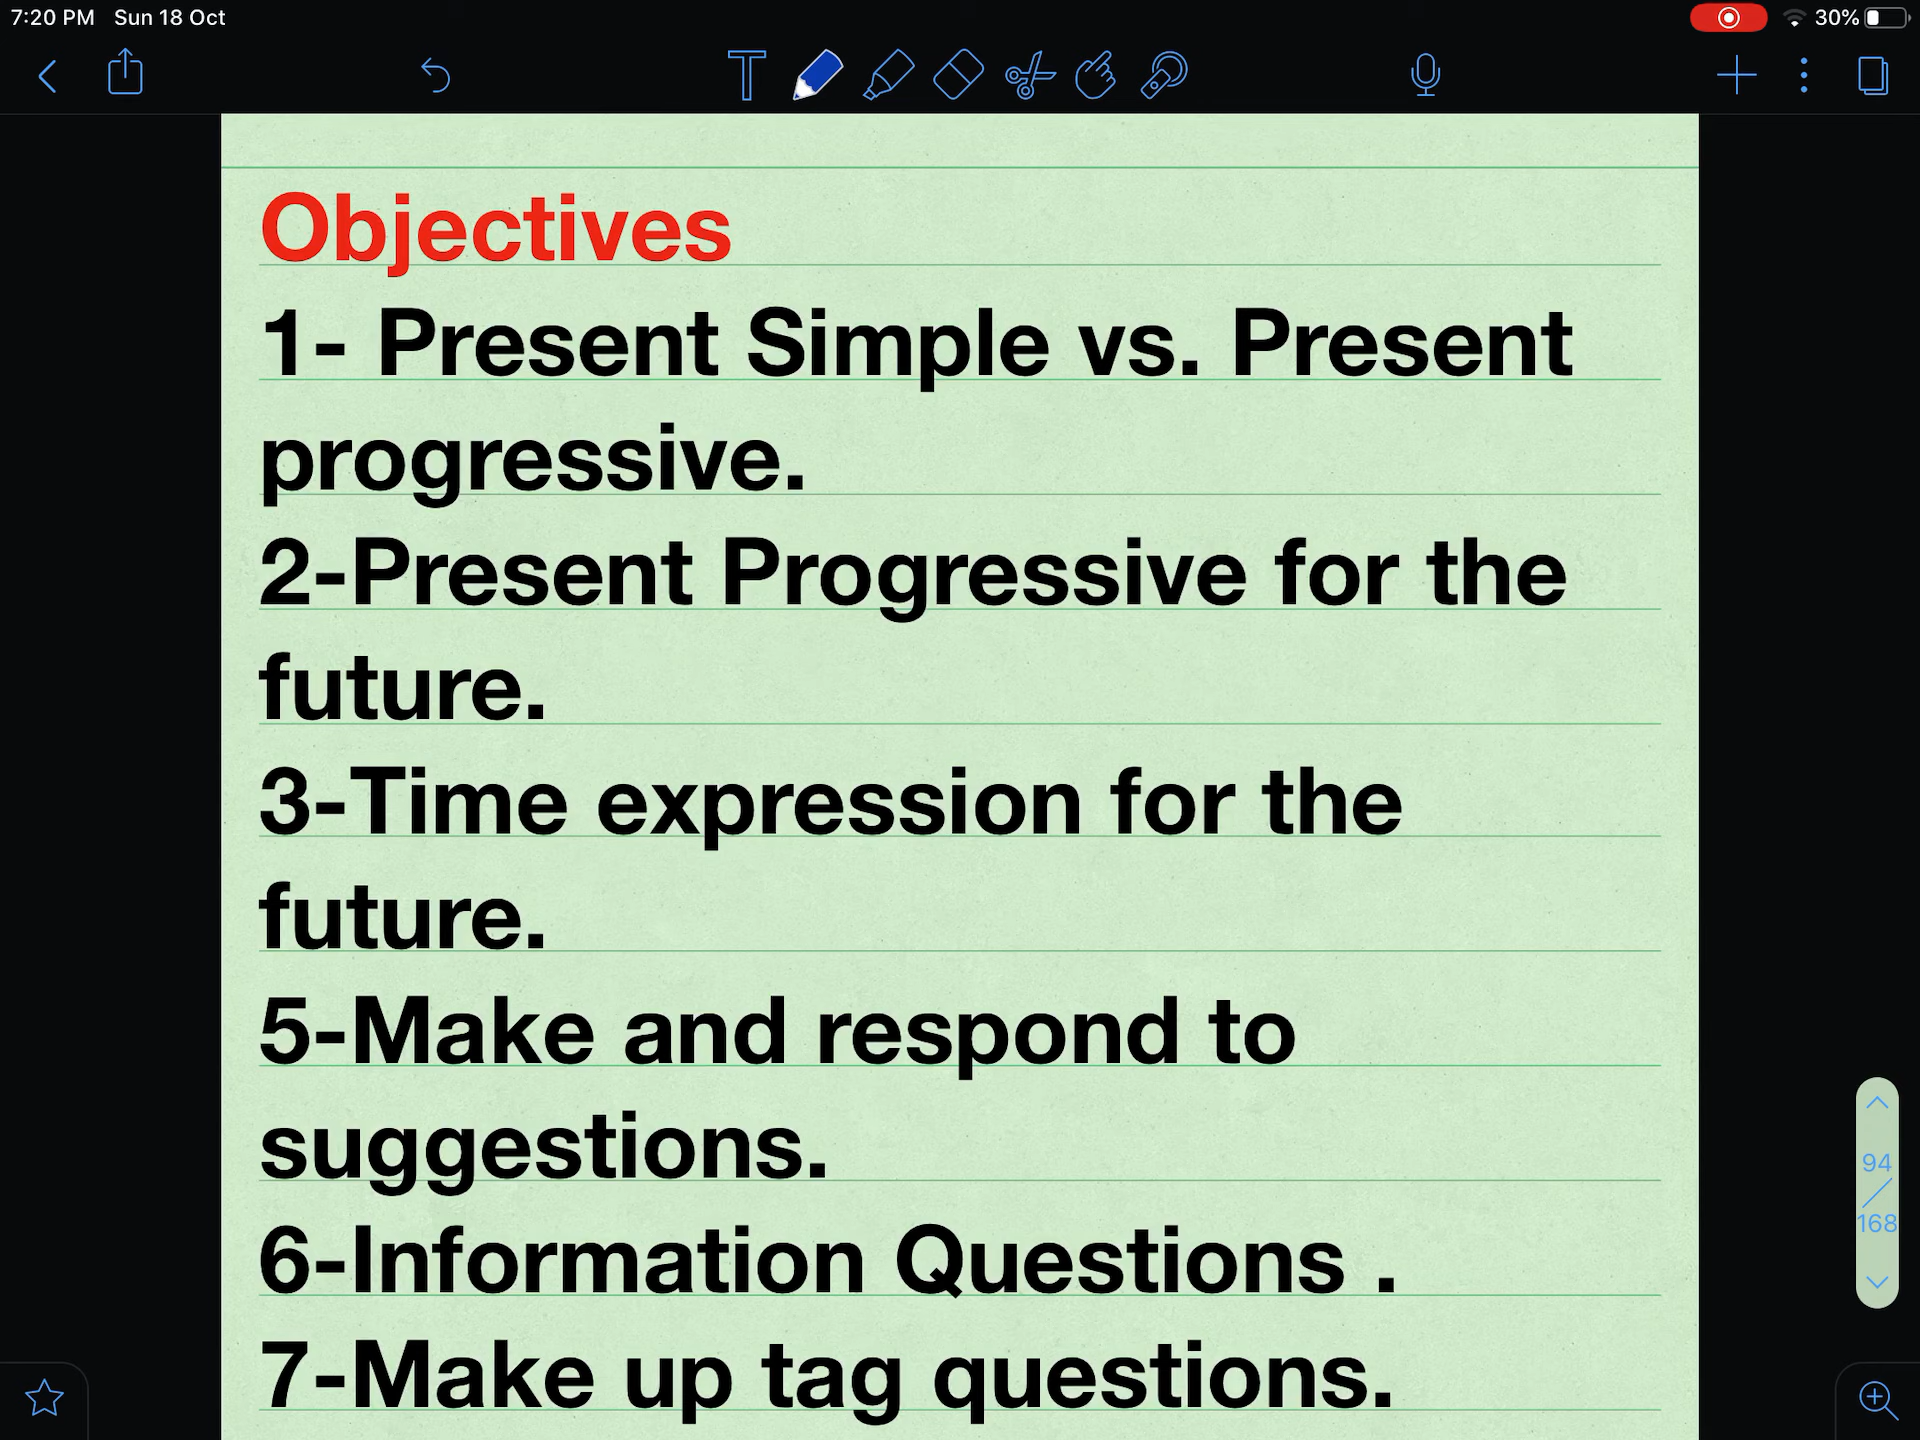 7:20 PM Sun 18 Oct
30%
T
Objectives
1- Present Simple vs. Present
progressive.
2-Present Progressive for the
future.
3-Time expression for the
future.
5-Make and respond to
suggestions.
6-Information Questions .
7-Make up tag questions.
94
/
168